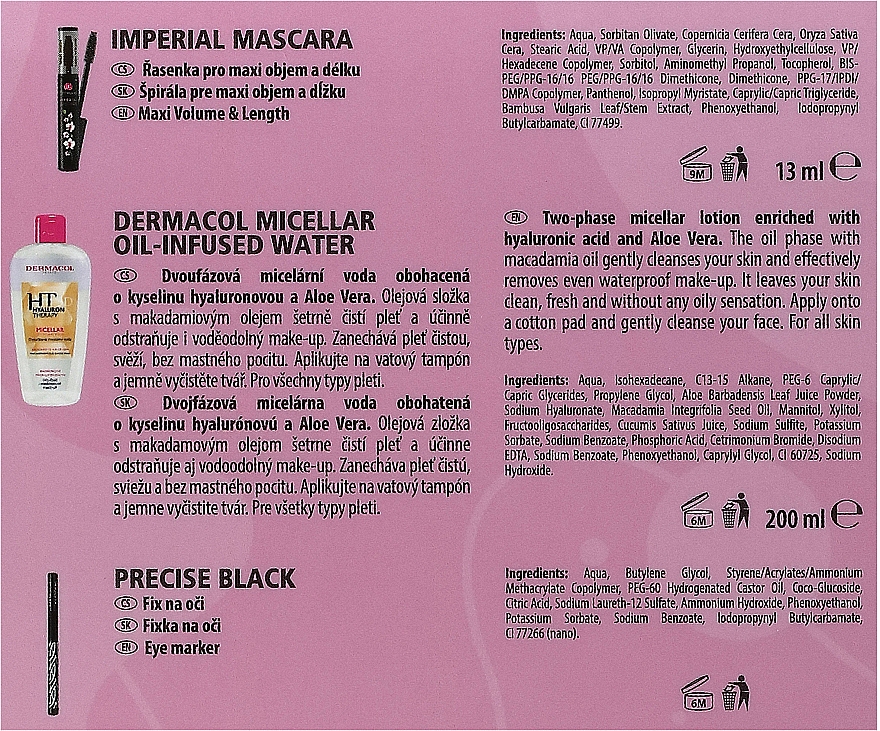 IMPERIAL MASCARA
CS Řasenka pro maxi objem a délku
SK Špirála pre maxi objem a dĺžku
EN Maxi Volume & Length
Ingredients: Aqua, Sorbitan Olivate, Copernicia Cerifera Cera, Oryza Sativa
Cera, Stearic Acid, VP/VA Copolymer, Glycerin, Hydroxyethylcellulose, VP/
Hexadecene Copolymer, Sorbitol, Aminomethyl Propanol, Tocopherol, BIS-
PEG/PPG-16/16 PEG/PPG-16/16 Dimethicone, Dimethicone, PPG-17/IPDI/
DMPA Copolymer, Panthenol, Isopropyl Myristate, Caprylic/Capric Triglyceride,
Bambusa Vulgaris Leaf/Stem Extract, Phenoxyethanol, Iodopropynyl
Butylcarbamate, CI 77499.
9M 13 ml ℮
DERMACOL MICELLAR
OIL-INFUSED WATER
DERMACOL
HT
HYALURON
THERAPY
MICELLAR
CS Dvoufázová micelární voda obohacená
o kyselinu hyaluronovou a Aloe Vera. Olejová složka
s makadamiovým olejem šetrně čistí pleť a účinně
odstraňuje i voděodolný make-up. Zanechává pleť čistou,
svěží, bez mastného pocitu. Aplikujte na vatový tampón
a jemně vyčistěte tvář. Pro všechny typy pleti.
SK Dvojfázová micelárna voda obohatená
o kyselinu hyalurónovú a Aloe Vera. Olejová zložka
s makadamovým olejom šetrne čistí pleť a účinne
odstraňuje aj vodoodolný make-up. Zanecháva pleť čistú,
sviežu a bez mastného pocitu. Aplikujte na vatový tampón
a jemne vyčistite tvár. Pre všetky typy pleti.
EN Two-phase micellar lotion enriched with
hyaluronic acid and Aloe Vera. The oil phase with
macadamia oil gently cleanses your skin and effectively
removes even waterproof make-up. It leaves your skin
clean, fresh and without any oily sensation. Apply onto
a cotton pad and gently cleanse your face. For all skin
types.
Ingredients: Aqua, Isohexadecane, C13-15 Alkane, PEG-6 Caprylic/
Capric Glycerides, Propylene Glycol, Aloe Barbadensis Leaf Juice Powder,
Sodium Hyaluronate, Macadamia Integrifolia Seed Oil, Mannitol, Xylitol,
Fructooligosaccharides, Cucumis Sativus Juice, Sodium Sulfite, Potassium
Sorbate, Sodium Benzoate, Phosphoric Acid, Cetrimonium Bromide, Disodium
EDTA, Sodium Benzoate, Phenoxyethanol, Caprylyl Glycol, CI 60725, Sodium
Hydroxide.
6M 200 ml ℮
PRECISE BLACK
CS Fix na oči
SK Fixka na oči
EN Eye marker
Ingredients: Aqua, Butylene Glycol, Styrene/Acrylates/Ammonium
Methacrylate Copolymer, PEG-60 Hydrogenated Castor Oil, Coco-Glucoside,
Citric Acid, Sodium Laureth-12 Sulfate, Ammonium Hydroxide, Phenoxyethanol,
Potassium Sorbate, Sodium Benzoate, Iodopropynyl Butylcarbamate,
CI 77266 (nano).
6M